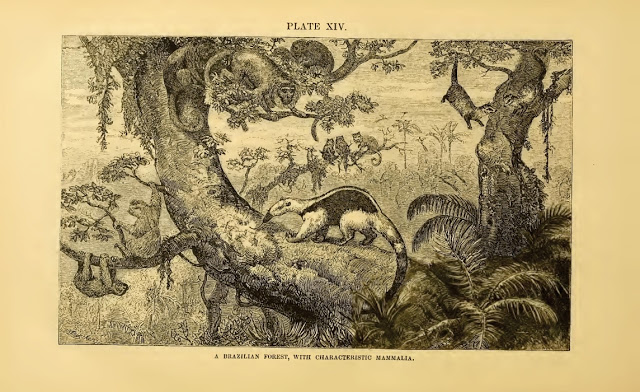 PLATE XIV.
A BRAZILIAN FOREST, WITH CHARACTERISTIC MAMMALIA.